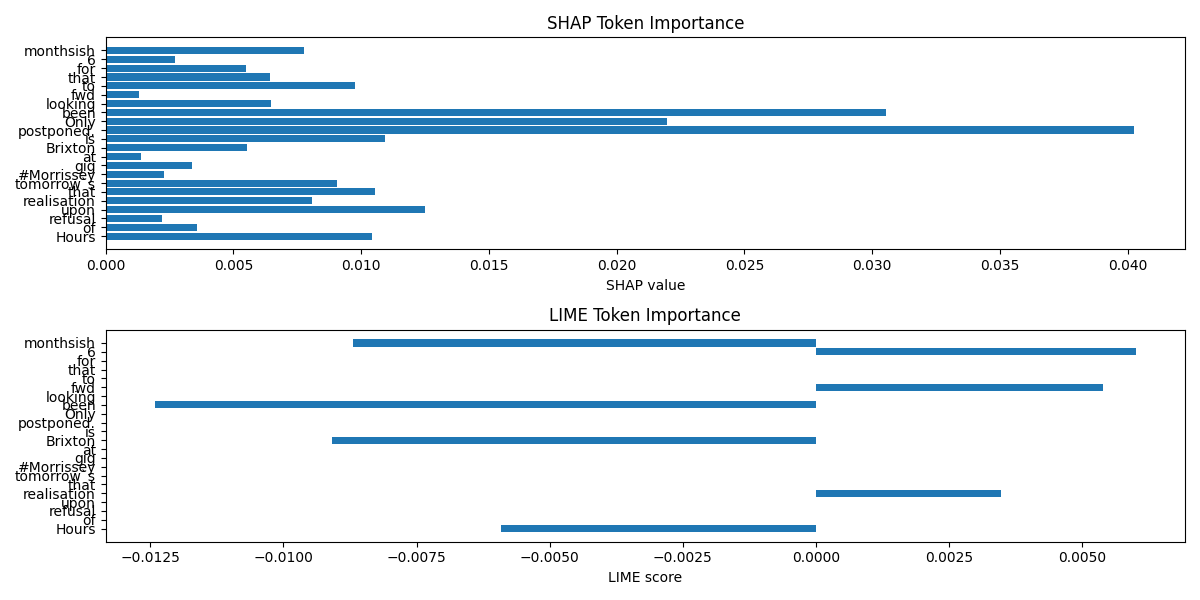 SHAP Token Importance
monthsish
6
for
that
to
fwd
looking
been
Only
postponed.
is
Brixton
at
gig
#Morrissey
tomorrow's
that
realisation
upon
refusal
of
Hours
0.000 0.005 0.010 0.015 0.020 0.025 0.030 0.035 0.040
SHAP value
LIME Token Importance
monthsish
6
for
that
to
fwd
looking
been
Only
postponed.
is
Brixton
at
gig
#Morrissey
tomorrow's
that
realisation
upon
refusal
of
Hours
−0.0125 −0.0100 −0.0075 −0.0050 −0.0025 0.0000 0.0025 0.0050
LIME score